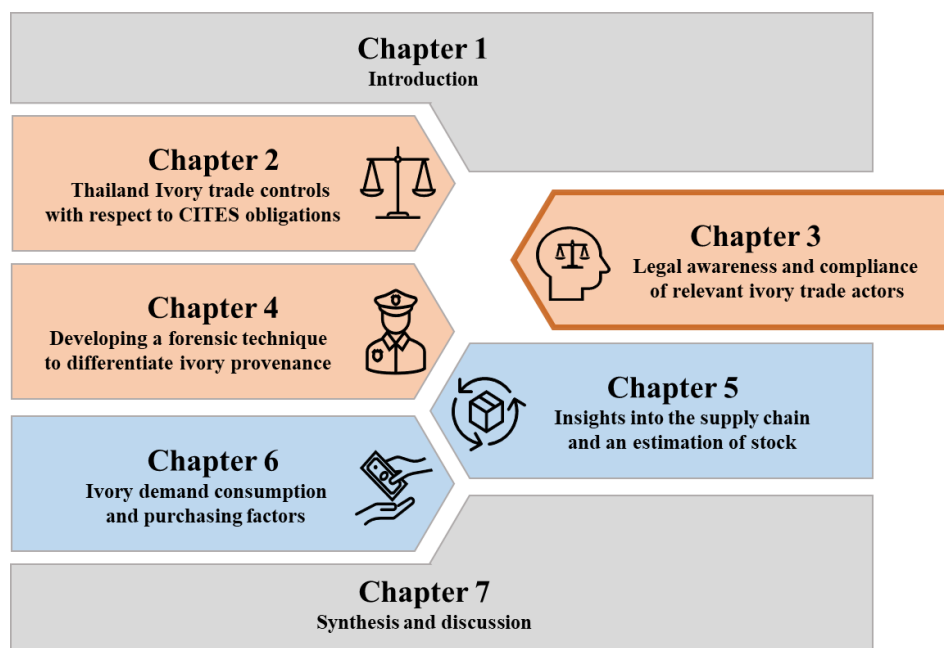 Chapter 1
Introduction
Chapter 2
Thailand Ivory trade controls
with respect to CITES obligations
Chapter 3
Legal awareness and compliance
of relevant ivory trade actors
Chapter 4
Developing a forensic technique
to differentiate ivory provenance
Chapter 5
Insights into the supply chain
and an estimation of stock
Chapter 6
Ivory demand consumption
and purchasing factors
Chapter 7
Synthesis and discussion